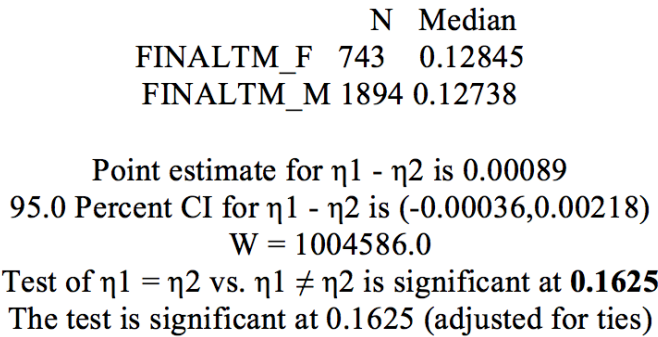 N Median
FINALTM_F 743 0.12845
FINALTM_M 1894 0.12738
Point estimate for η1 - η2 is 0.00089
95.0 Percent CI for η1 - η2 is (-0.00036,0.00218)
W = 1004586.0
Test of η1 = η2 vs. η1 ≠ η2 is significant at 0.1625
The test is significant at 0.1625 (adjusted for ties)